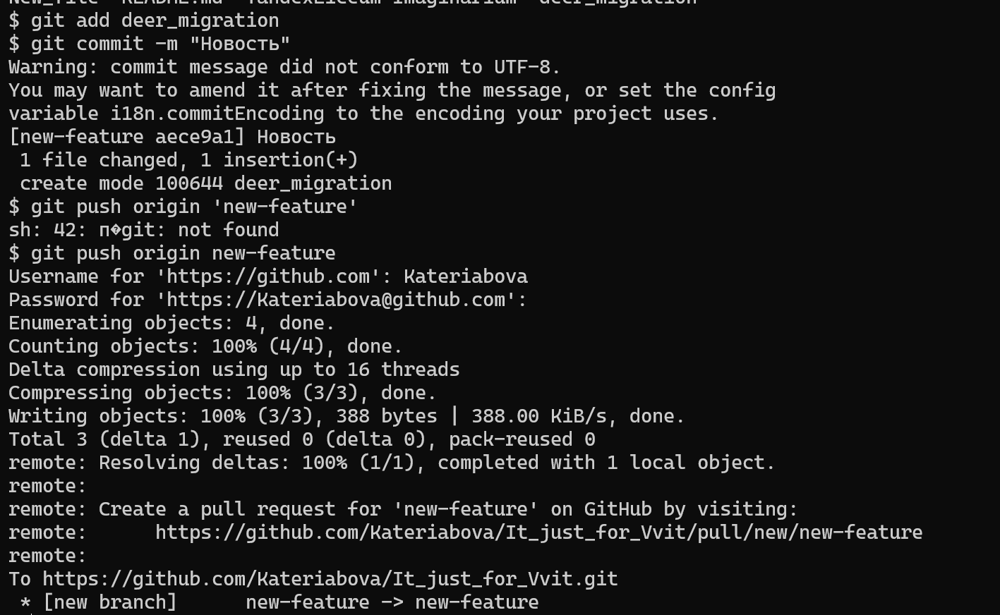 New_file README.md YandexLiceum Imaginarium deer_migration
$ git add deer_migration
$ git commit -m "Новость"
Warning: commit message did not conform to UTF-8.
You may want to amend it after fixing the message, or set the config
variable i18n.commitEncoding to the encoding your project uses.
[new-feature aece9a1] Новость
 1 file changed, 1 insertion(+)
 create mode 100644 deer_migration
$ git push origin 'new-feature'
sh: 42: п�git: not found
$ git push origin new-feature
Username for 'https://github.com': Kateriabova
Password for 'https://Kateriabova@github.com':
Enumerating objects: 4, done.
Counting objects: 100% (4/4), done.
Delta compression using up to 16 threads
Compressing objects: 100% (3/3), done.
Writing objects: 100% (3/3), 388 bytes | 388.00 KiB/s, done.
Total 3 (delta 1), reused 0 (delta 0), pack-reused 0
remote: Resolving deltas: 100% (1/1), completed with 1 local object.
remote:
remote: Create a pull request for 'new-feature' on GitHub by visiting:
remote:      https://github.com/Kateriabova/It_just_for_Vvit/pull/new/new-feature
remote:
To https://github.com/Kateriabova/It_just_for_Vvit.git
 * [new branch]      new-feature -> new-feature